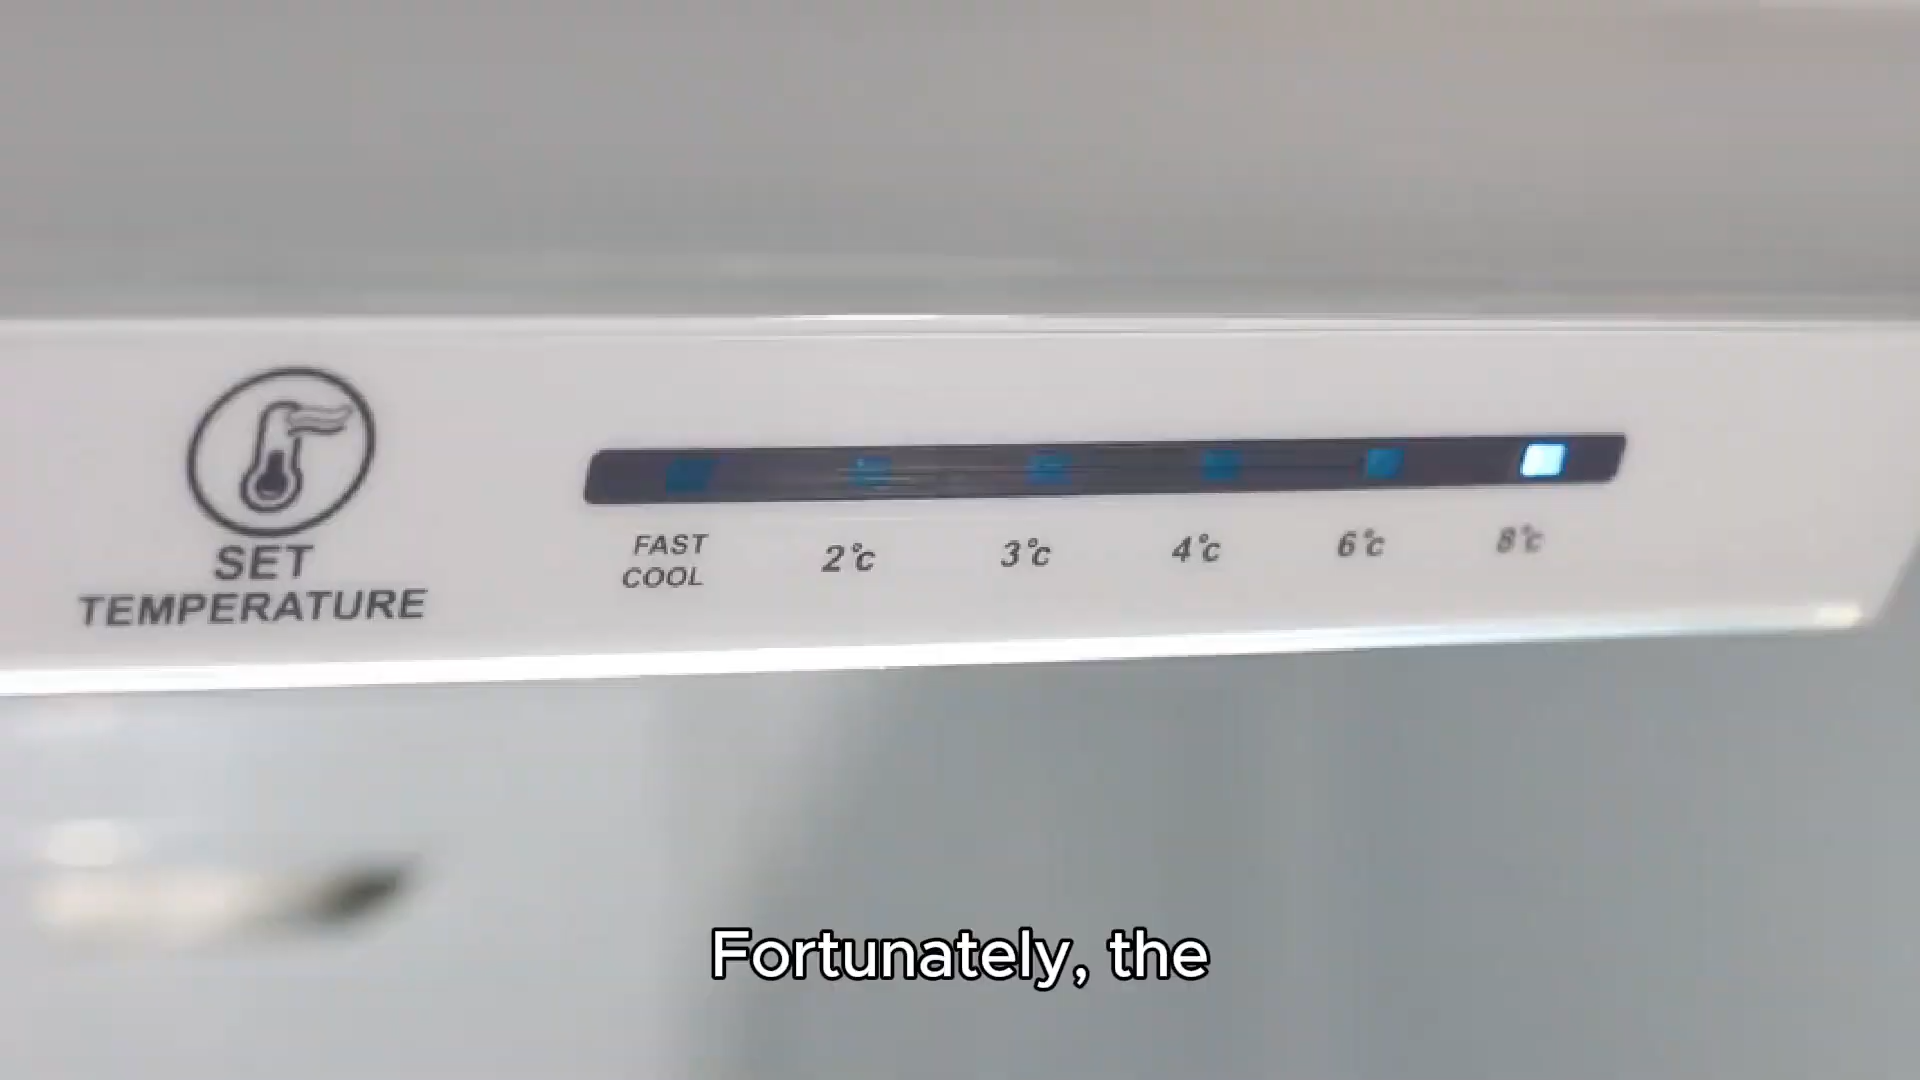 SET
TEMPERATURE
FAST
COOL
2°c
3°c
4°c
6°c
8°c
Fortunately, the